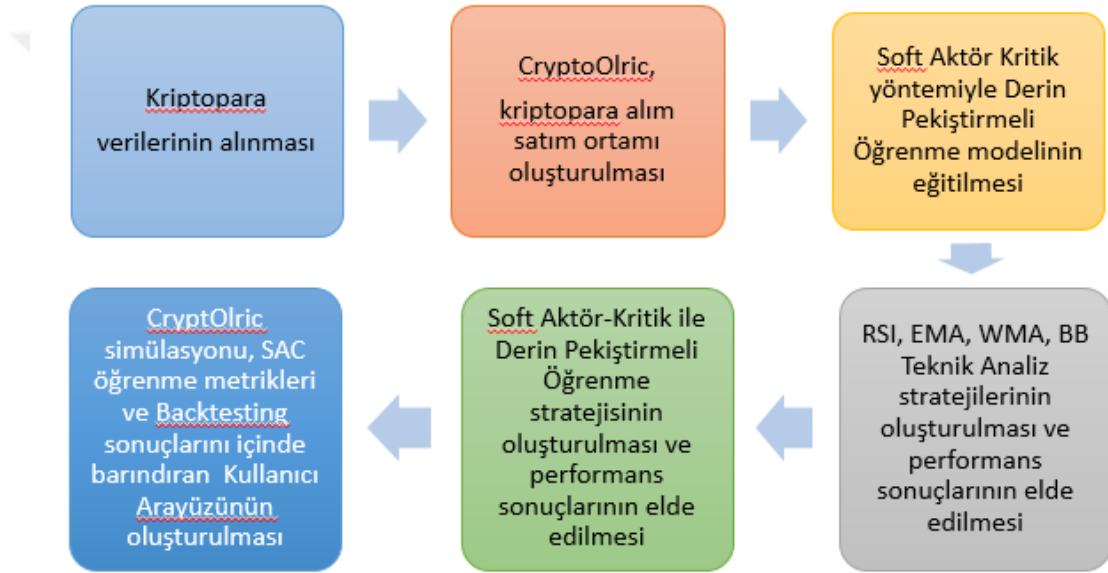 Kriptopara
verilerinin alınması
CryptoOlric,
kriptopara alım
satım ortamı
oluşturulması
Soft Aktör Kritik
yöntemiyle Derin
Pekiştirmeli
Öğrenme modelinin
eğitilmesi
RSI, EMA, WMA, BB
Teknik Analiz
stratejilerinin
oluşturulması ve
performans
sonuçlarının elde
edilmesi
Soft Aktör-Kritik ile
Derin Pekiştirmeli
Öğrenme
stratejisinin
oluşturulması ve
performans
sonuçlarının elde
edilmesi
CryptOlric
simülasyonu, SAC
öğrenme metrikleri
ve Backtesting
sonuçlarını içinde
barındıran Kullanıcı
Arayüzünün
oluşturulması